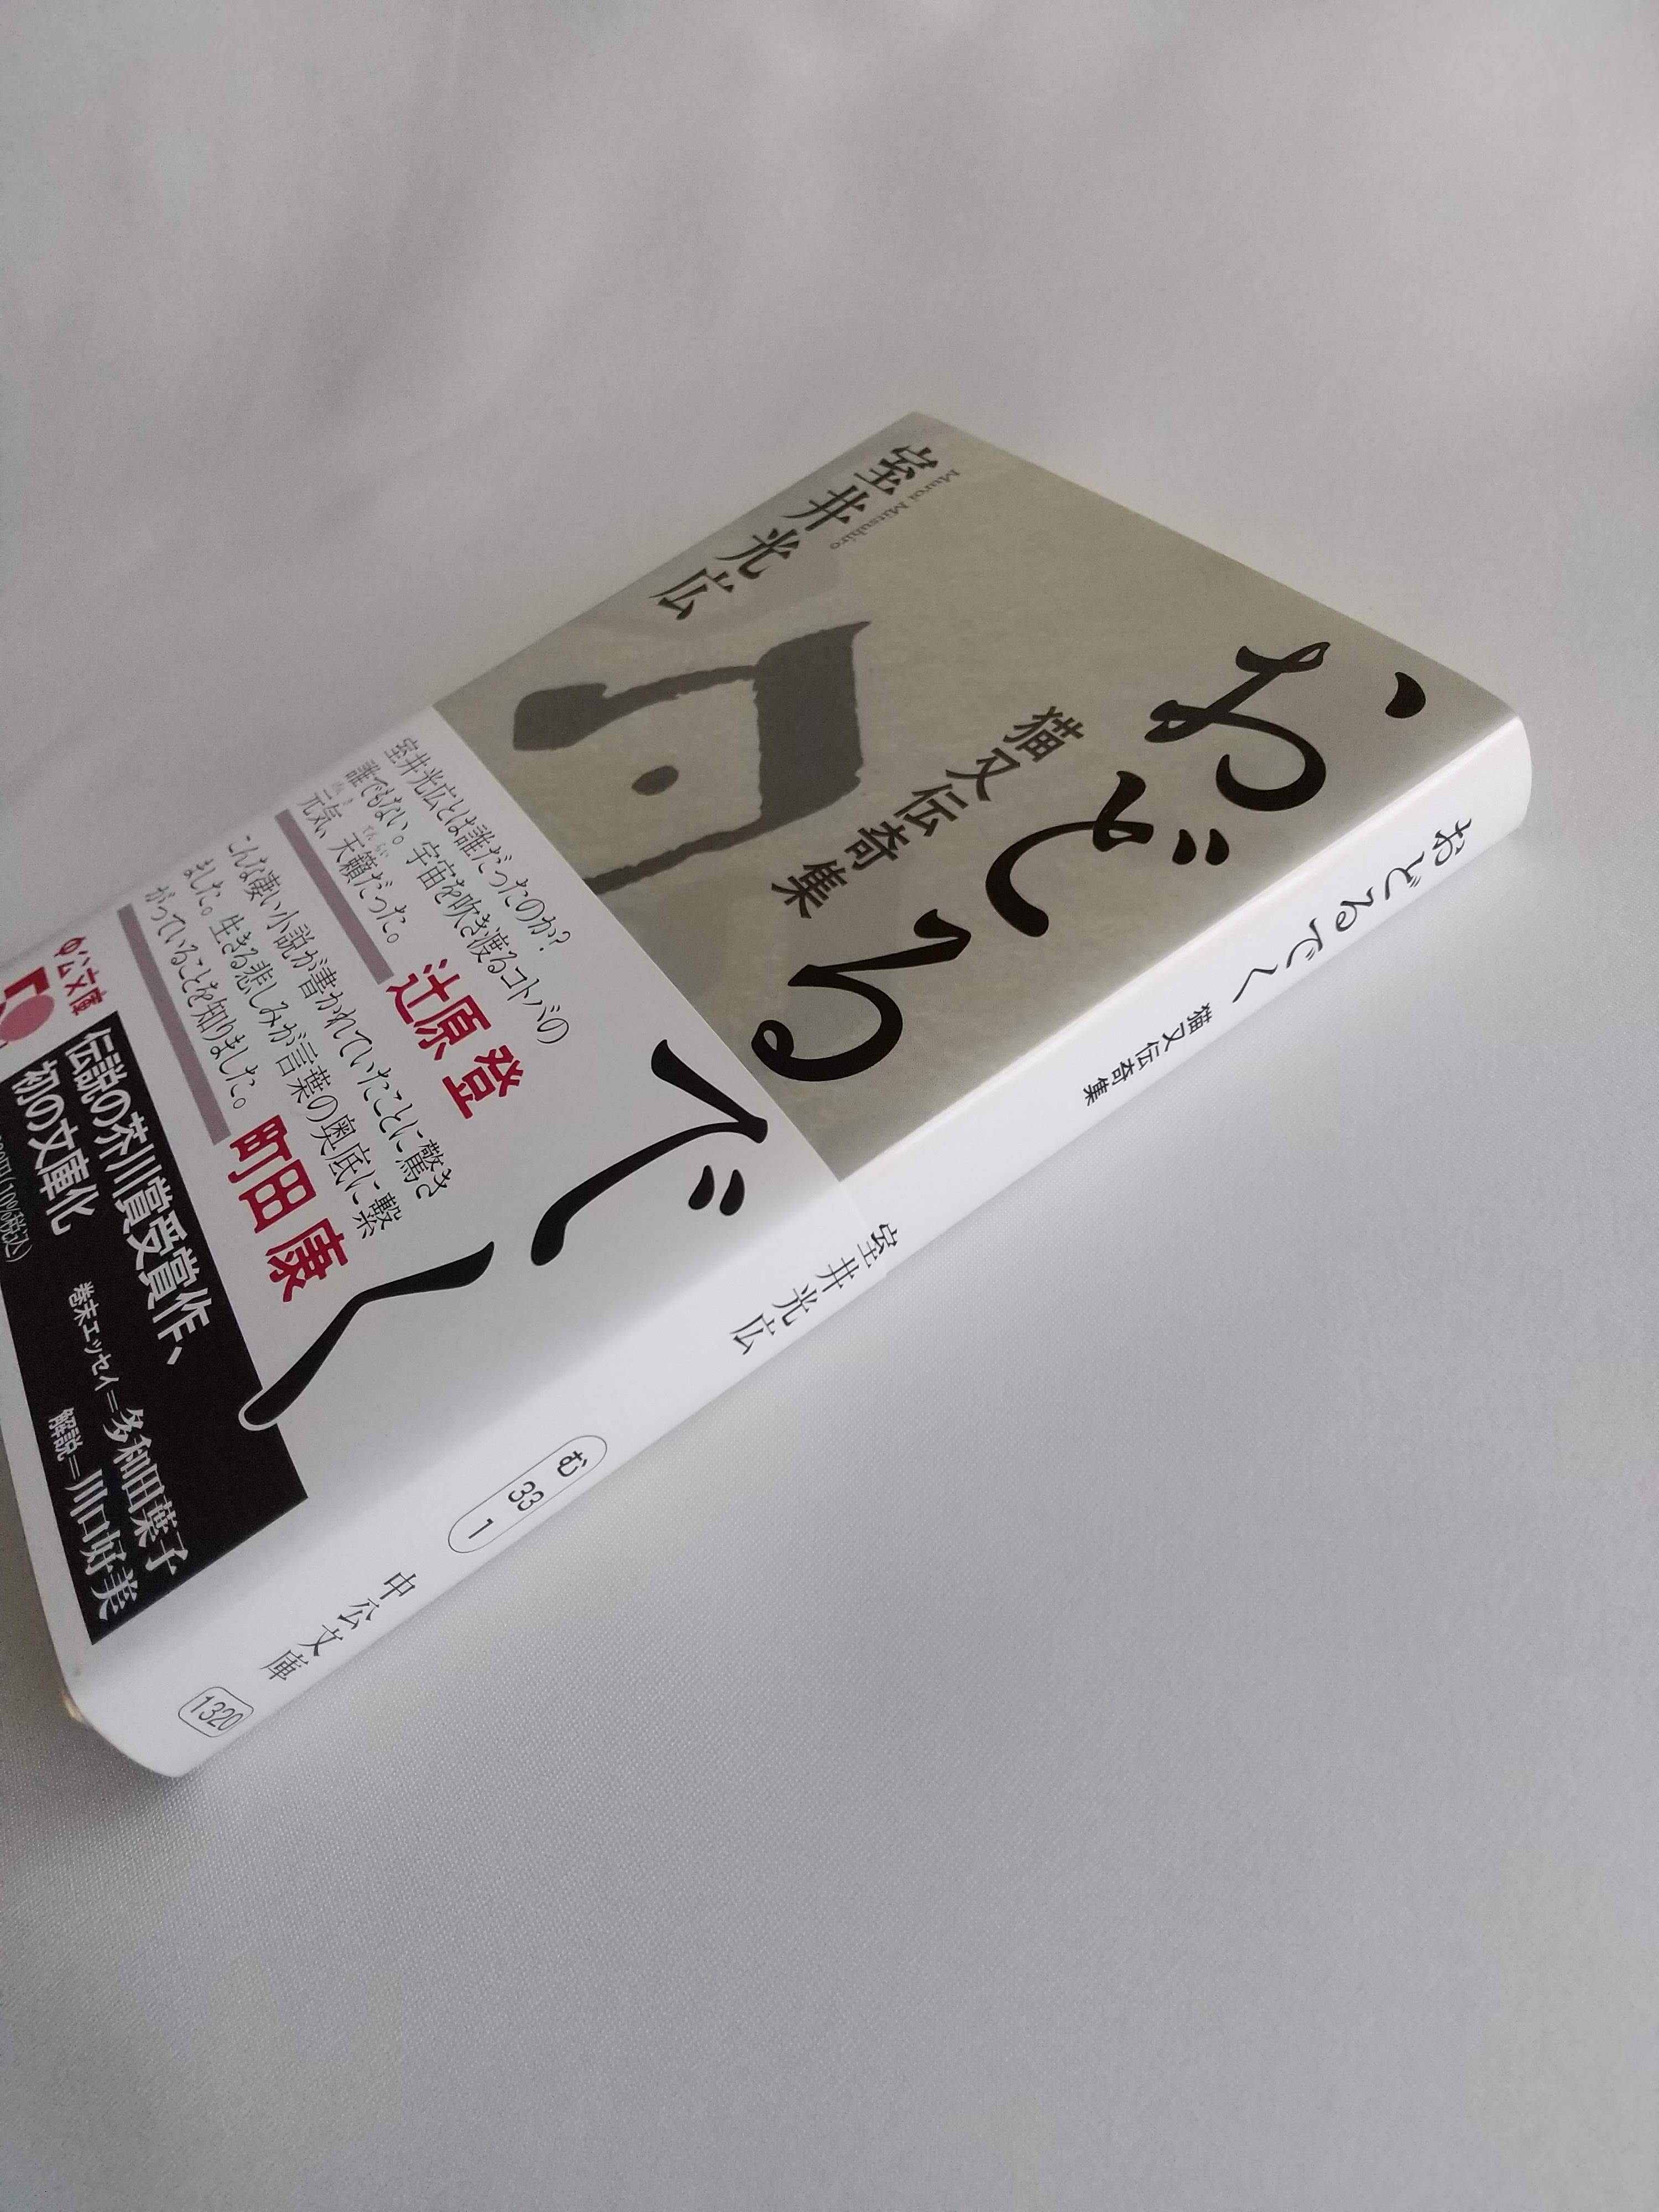 おどるでく
猫又伝奇集
室井光広
Muroi Mitsuhiro
室井光広とは誰だったのか?
誰でもない。宇宙を吹き渡るコトバの
元気、天籟だった。
辻原 登
こんな凄い小説が書かれていたことに驚き
ました。生きる悲しみが言葉の奥底に繫
がっていることを知りました。
町田 康
中公文庫
伝説の芥川賞受賞作、
初の文庫化
巻末エッセイ=多和田葉子
解説=川口好美
おどるでく 猫又伝奇集
室井光広
む
33
1
中公文庫
1320